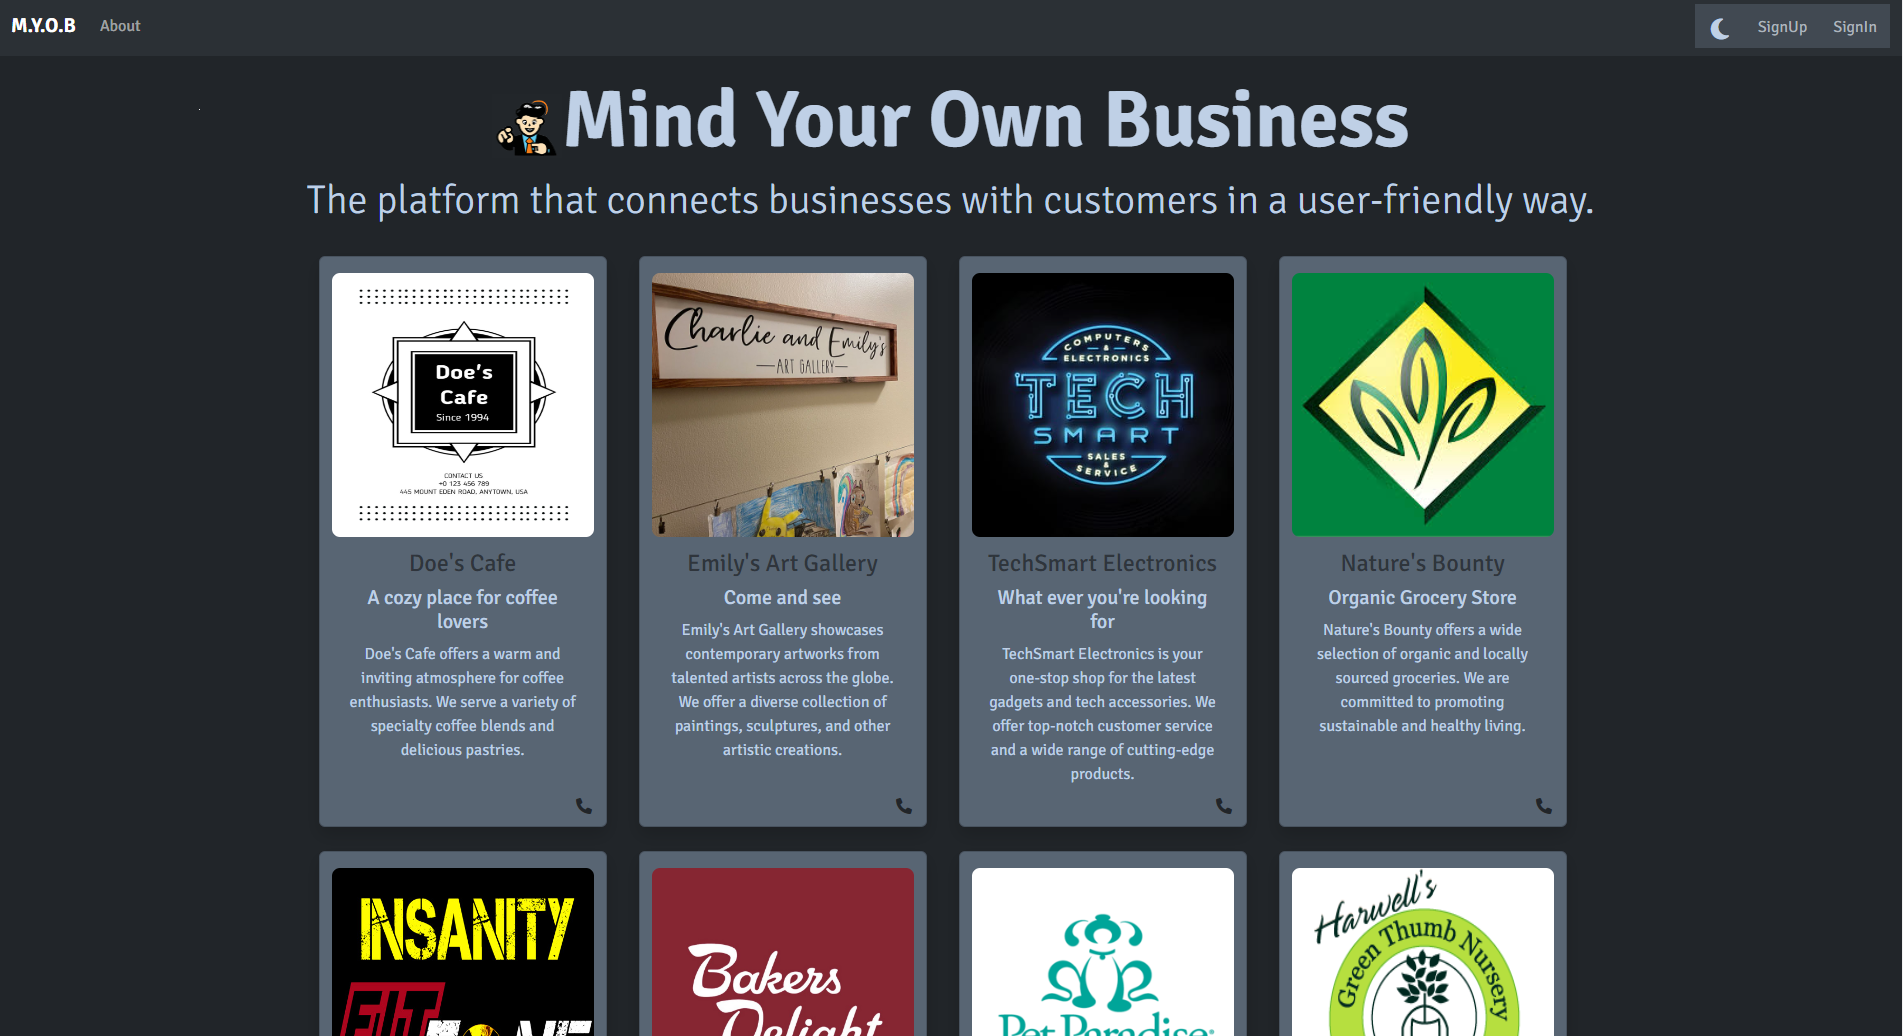 M.Y.O.B About SignUp SignIn
Mind Your Own Business
The platform that connects businesses with customers in a user-friendly way.
Doe's
Cafe
Since 1994
CONTACT US
+0 123 456 789
445 MOUNT EDEN ROAD, ANYTOWN, USA
Doe's Cafe
A cozy place for coffee
lovers
Doe's Cafe offers a warm and
inviting atmosphere for coffee
enthusiasts. We serve a variety of
specialty coffee blends and
delicious pastries.
Charlie and Emily's
ART GALLERY
Emily's Art Gallery
Come and see
Emily's Art Gallery showcases
contemporary artworks from
talented artists across the globe.
We offer a diverse collection of
paintings, sculptures, and other
artistic creations.
COMPUTERS
&
ELECTRONICS
TECH
SMART
SALES
&
SERVICE
TechSmart Electronics
What ever you're looking
for
TechSmart Electronics is your
one-stop shop for the latest
gadgets and tech accessories. We
offer top-notch customer service
and a wide range of cutting-edge
products.
Nature's Bounty
Organic Grocery Store
Nature's Bounty offers a wide
selection of organic and locally
sourced groceries. We are
committed to promoting
sustainable and healthy living.
INSANITY
FIT
Bakers
Delight
Pet Paradise
Harwell's
Green Thumb Nursery